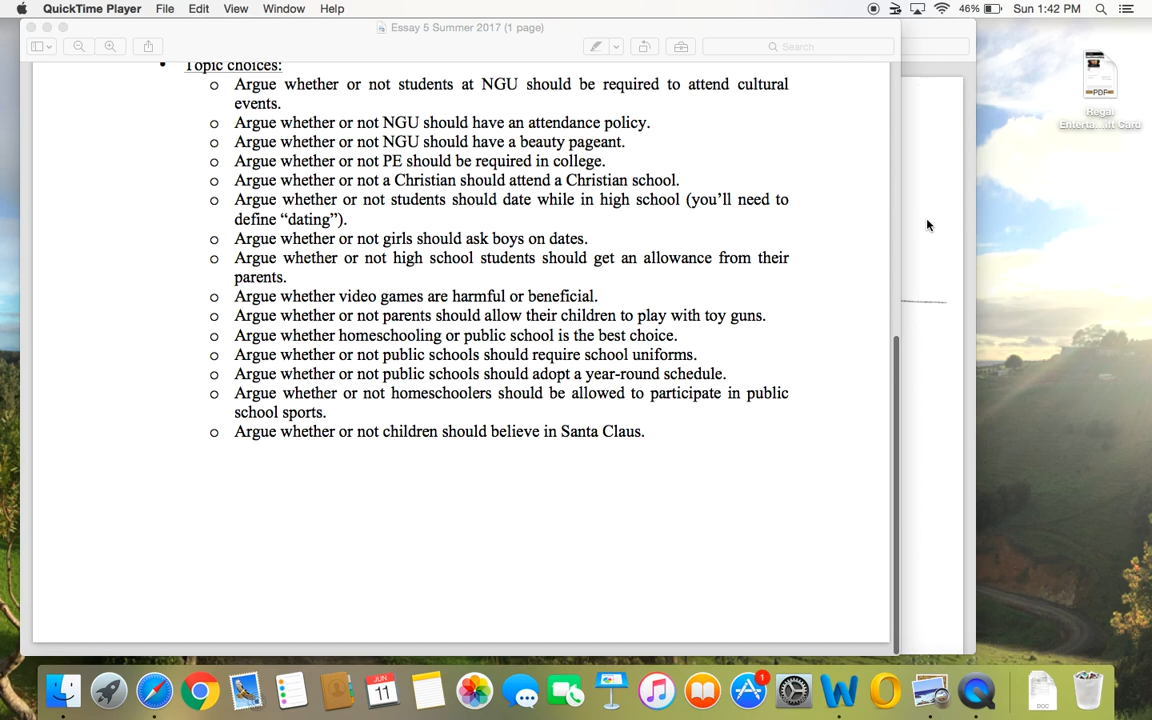 QuickTime Player File Edit View Window Help 46% Sun 1:42 PM
Essay 5 Summer 2017 (1 page)
Search
• Topic choices:
o Argue whether or not students at NGU should be required to attend cultural
events.
o Argue whether or not NGU should have an attendance policy.
o Argue whether or not NGU should have a beauty pageant.
o Argue whether or not PE should be required in college.
o Argue whether or not a Christian should attend a Christian school.
o Argue whether or not students should date while in high school (you’ll need to
define “dating”).
o Argue whether or not girls should ask boys on dates.
o Argue whether or not high school students should get an allowance from their
parents.
o Argue whether video games are harmful or beneficial.
o Argue whether or not parents should allow their children to play with toy guns.
o Argue whether homeschooling or public school is the best choice.
o Argue whether or not public schools should require school uniforms.
o Argue whether or not public schools should adopt a year-round schedule.
o Argue whether or not homeschoolers should be allowed to participate in public
school sports.
o Argue whether or not children should believe in Santa Claus.
PDF
Regal
Enterta...ift Card
JUN
11
1
DOC